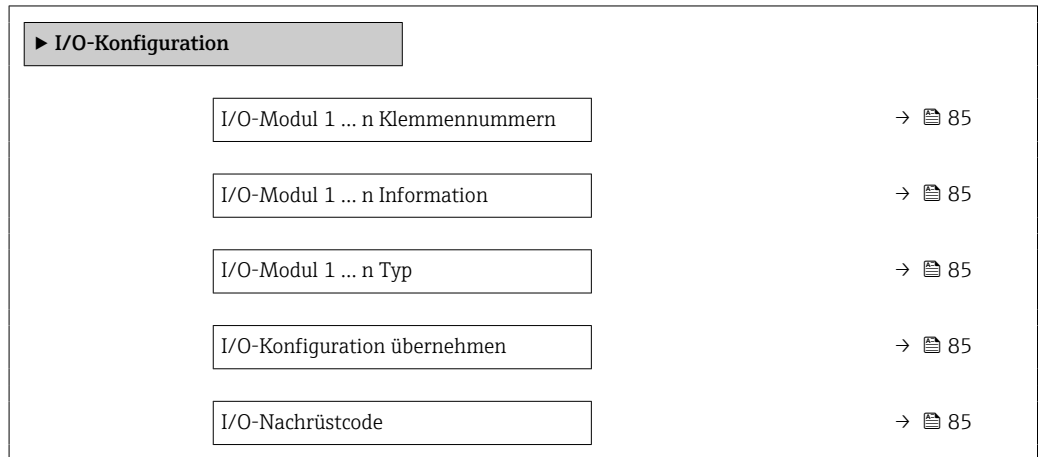 ► I/O-Konfiguration
I/O-Modul 1 ... n Klemmennummern → 85
I/O-Modul 1 ... n Information → 85
I/O-Modul 1 ... n Typ → 85
I/O-Konfiguration übernehmen → 85
I/O-Nachrüstcode → 85